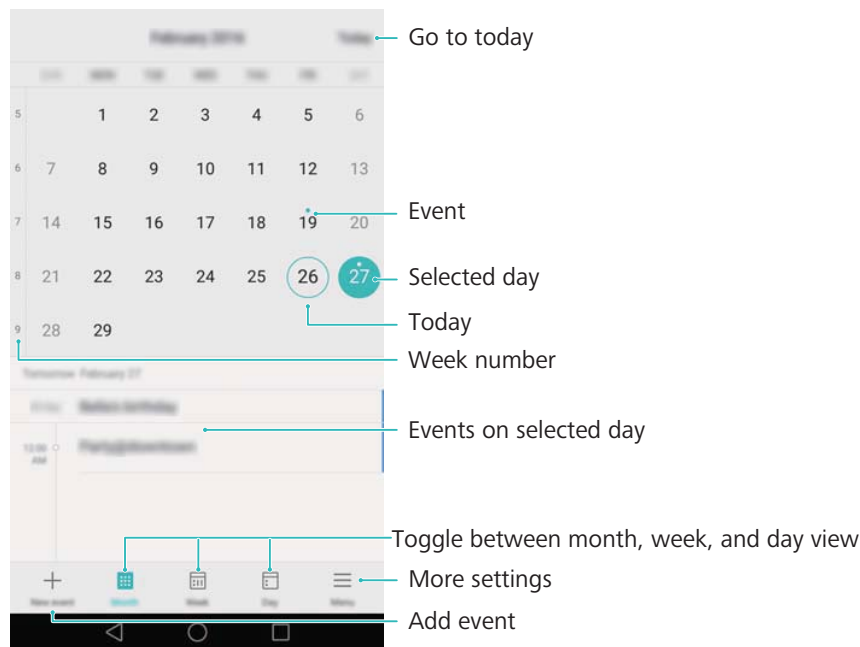 Go to today
5 1 2 3 4 5 6
6 7 8 9 10 11 12 13
7 14 15 16 17 18 19 20
Event
8 21 22 23 24 25 26 27
Selected day
Today
9 28 29
Week number
Events on selected day
Toggle between month, week, and day view
More settings
Add event